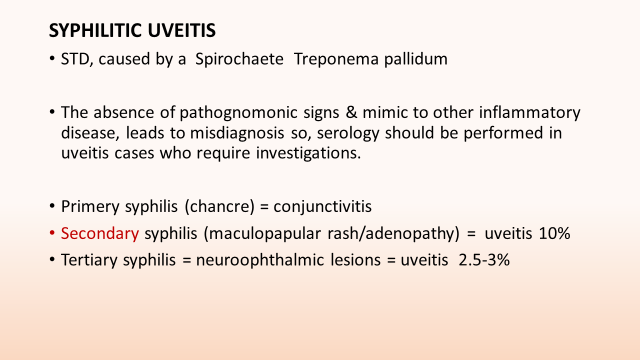 SYPHILITIC UVEITIS
• STD, caused by a Spirochaete Treponema pallidum
• The absence of pathognomonic signs & mimic to other inflammatory
disease, leads to misdiagnosis so, serology should be performed in
uveitis cases who require investigations.
• Primery syphilis (chancre) = conjunctivitis
• Secondary syphilis (maculopapular rash/adenopathy) = uveitis 10%
• Tertiary syphilis = neuroophthalmic lesions = uveitis 2.5-3%